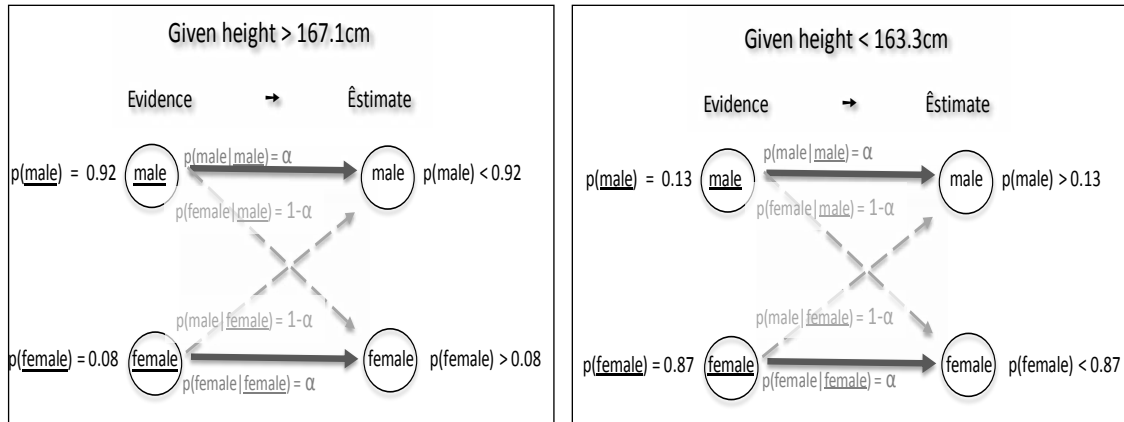 Given height > 167.1cm
Evidence → Êstimate
p(male|male) = α
p(male) = 0.92 male male p(male) < 0.92
p(female|male) = 1-α
p(male|female) = 1-α
p(female) = 0.08 female female p(female) > 0.08
p(female|female) = α
Given height < 163.3cm
Evidence → Êstimate
p(male|male) = α
p(male) = 0.13 male male p(male) > 0.13
p(female|male) = 1-α
p(male|female) = 1-α
p(female) = 0.87 female female p(female) < 0.87
p(female|female) = α